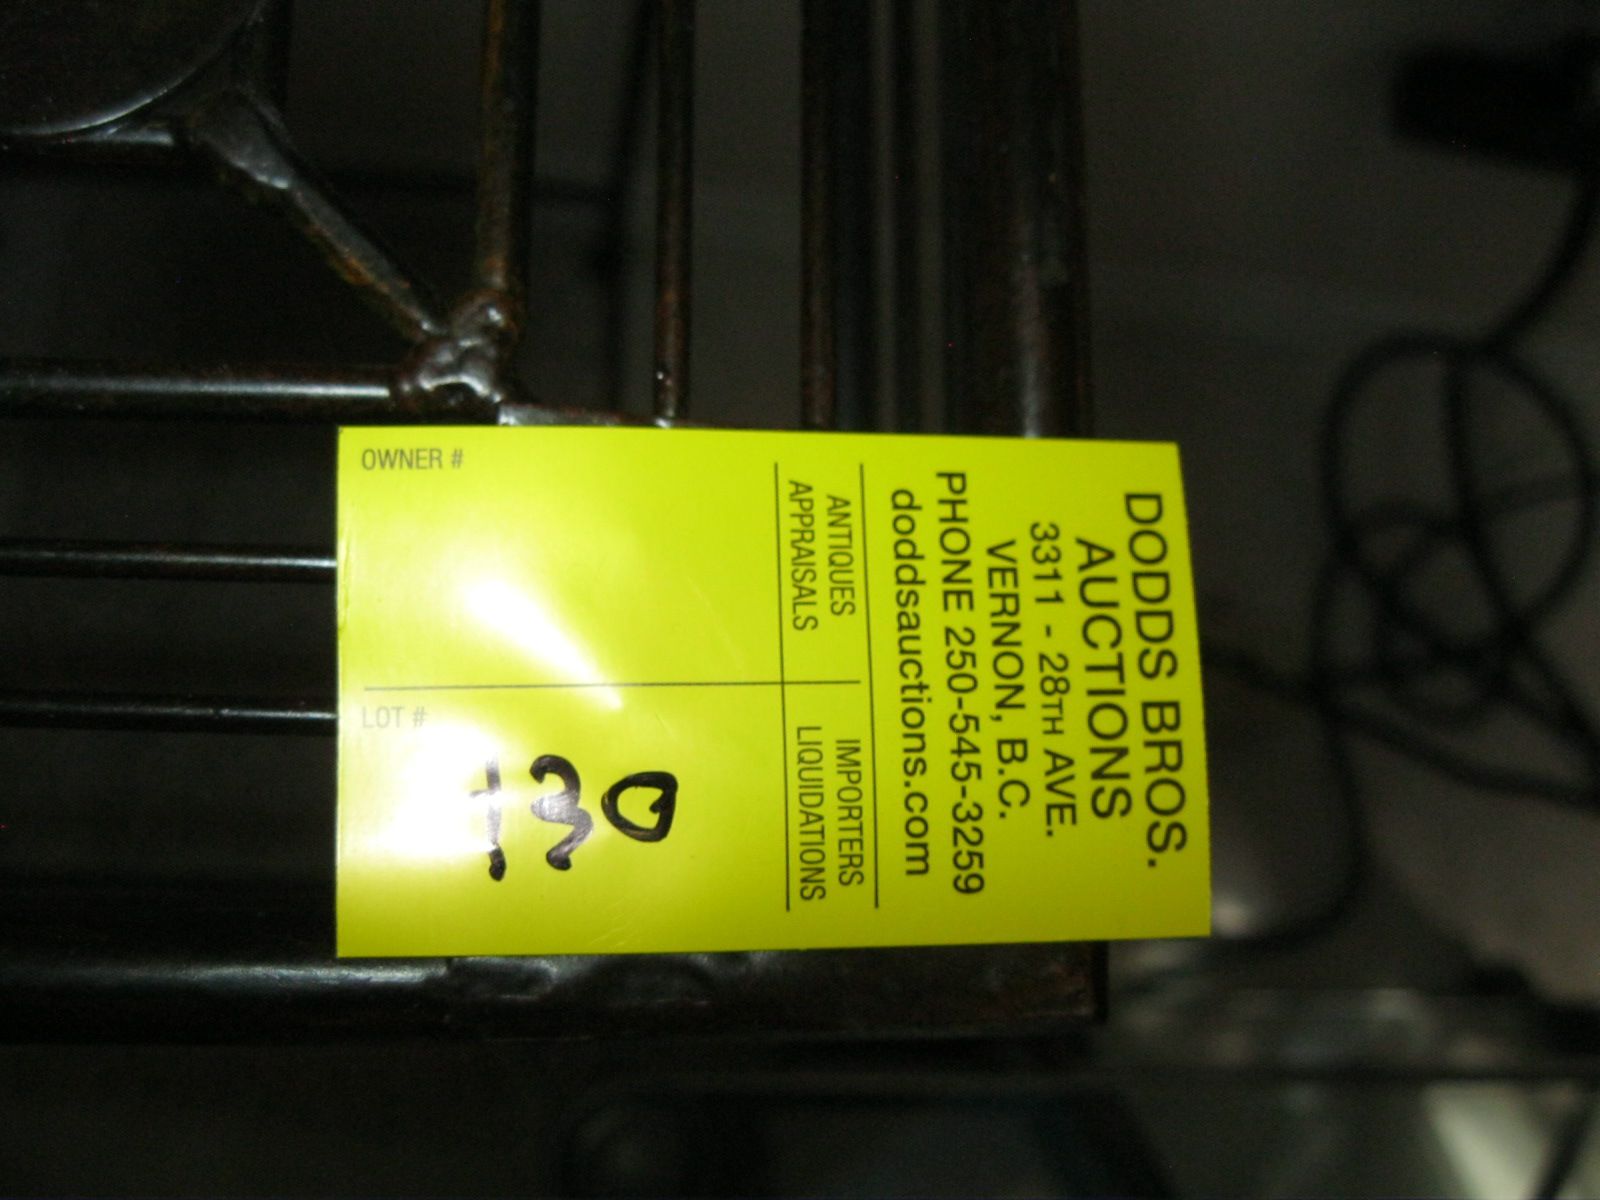 DODDS BROS.
AUCTIONS
3311 - 28TH AVE.
VERNON, B.C.
PHONE 250-545-3259
doddsauctions.com
ANTIQUES
APPRAISALS
IMPORTERS
LIQUIDATIONS
OWNER #
LOT #
130